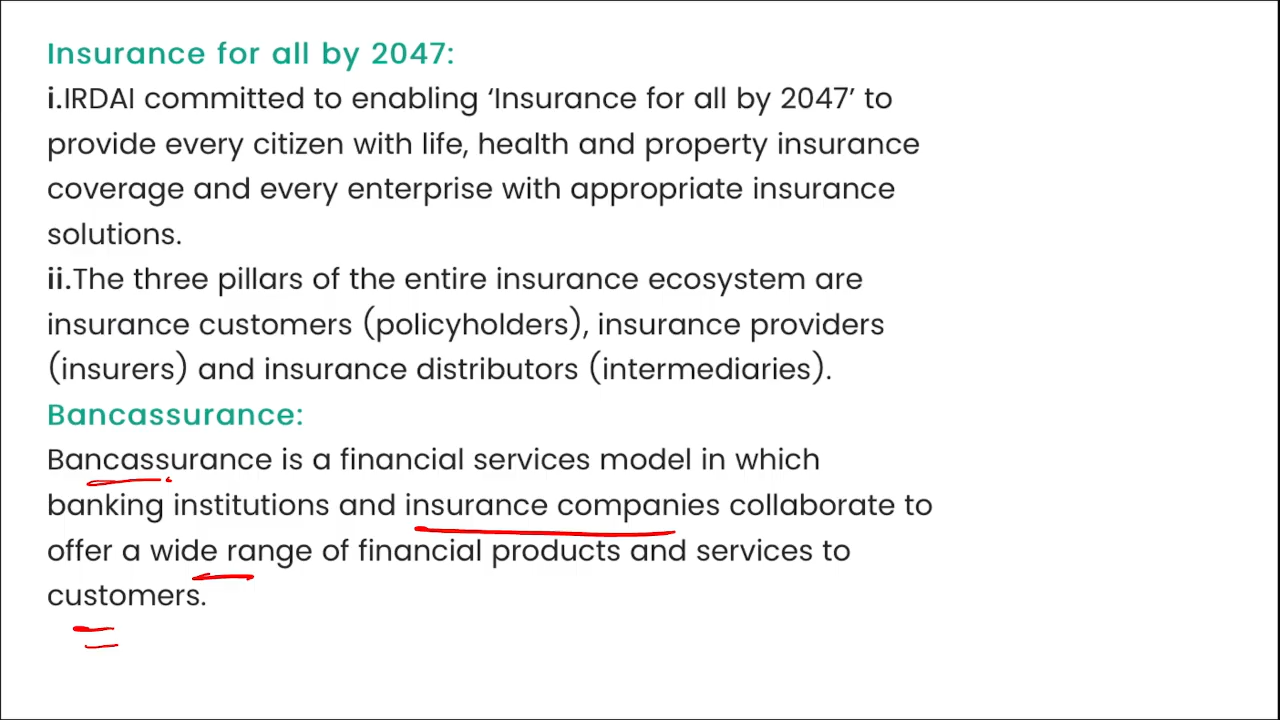 Insurance for all by 2047:
i.IRDAI committed to enabling ‘Insurance for all by 2047’ to
provide every citizen with life, health and property insurance
coverage and every enterprise with appropriate insurance
solutions.
ii.The three pillars of the entire insurance ecosystem are
insurance customers (policyholders), insurance providers
(insurers) and insurance distributors (intermediaries).
Bancassurance:
Bancassurance is a financial services model in which
banking institutions and insurance companies collaborate to
offer a wide range of financial products and services to
customers.